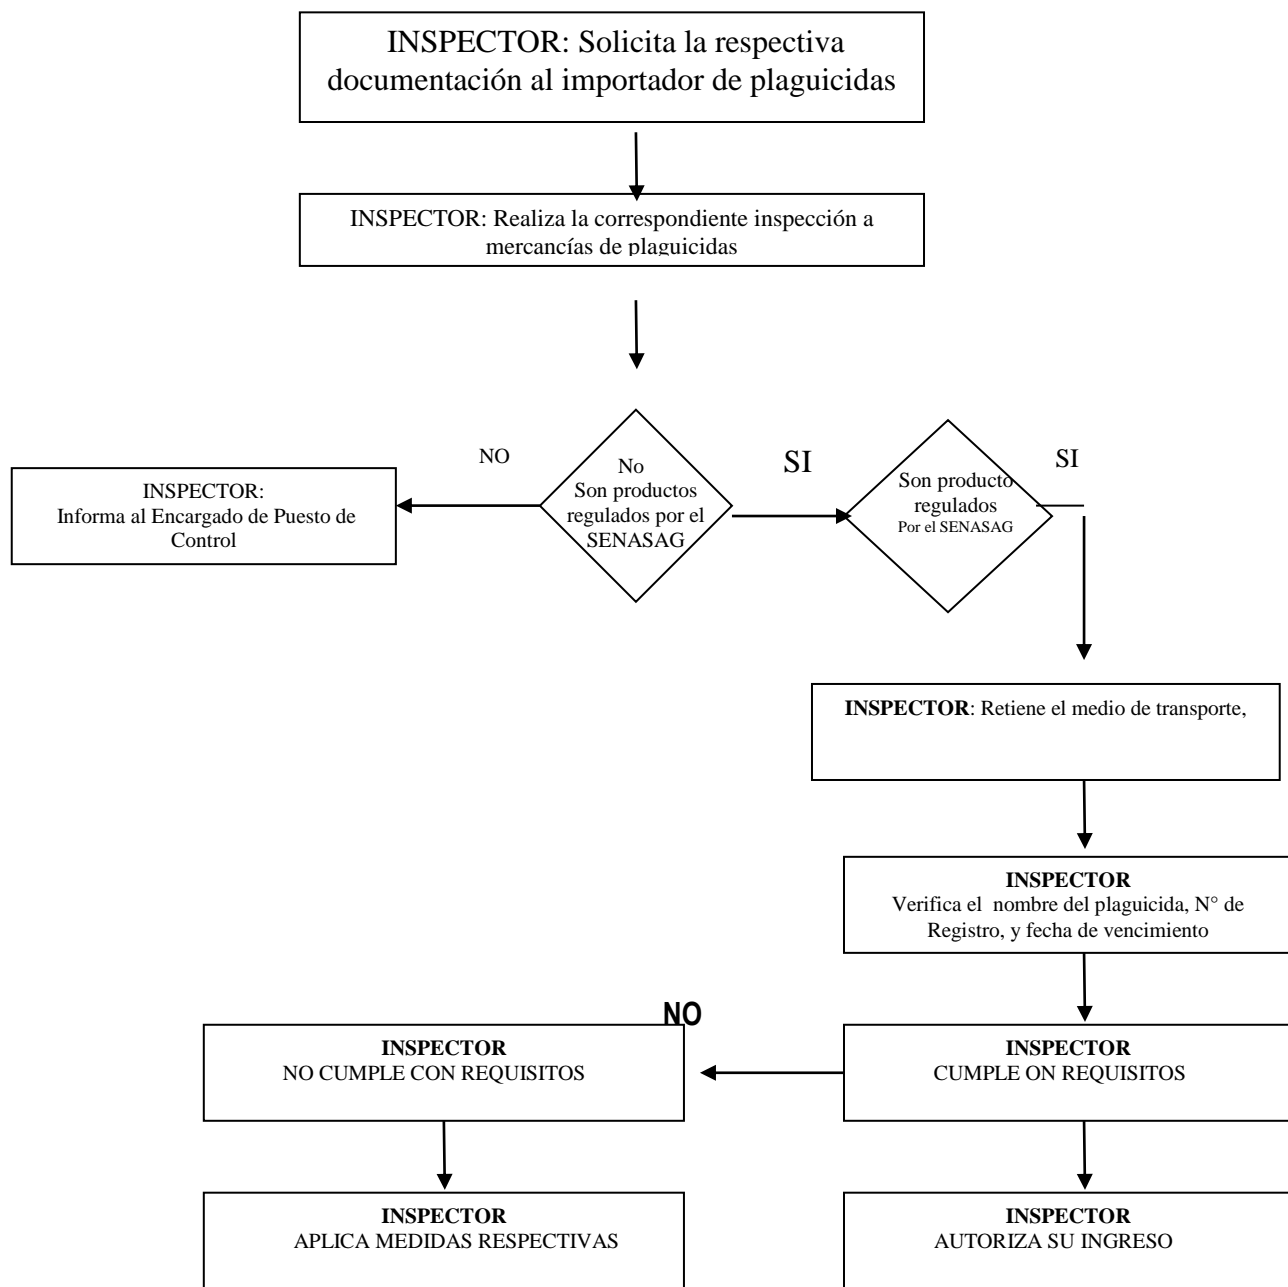 INSPECTOR: Solicita la respectiva
documentación al importador de plaguicidas
INSPECTOR: Realiza la correspondiente inspección a
mercancías de plaguicidas
NO
No
Son productos
regulados por el
SENASAG
SI
Son producto
regulados
Por el SENASAG
SI
INSPECTOR:
Informa al Encargado de Puesto de
Control
INSPECTOR: Retiene el medio de transporte,
INSPECTOR
Verifica el nombre del plaguicida, N° de
Registro, y fecha de vencimiento
NO
INSPECTOR
NO CUMPLE CON REQUISITOS
INSPECTOR
CUMPLE ON REQUISITOS
INSPECTOR
APLICA MEDIDAS RESPECTIVAS
INSPECTOR
AUTORIZA SU INGRESO